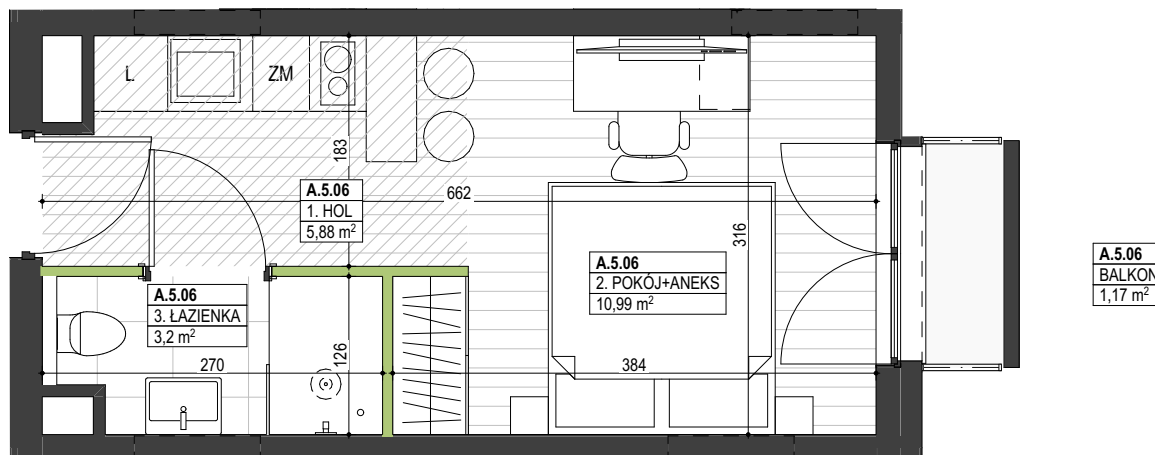 L
ZM
183
A.5.06
1. HOL
5,88 m²
662
316
A.5.06
2. POKÓJ+ANEKS
10,99 m²
A.5.06
BALKON
1,17 m²
A.5.06
3. ŁAZIENKA
3,2 m²
270
126
384